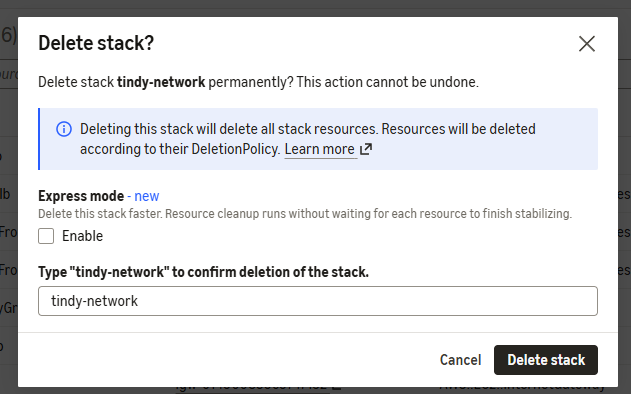 Delete stack?
Delete stack tindy-network permanently? This action cannot be undone.
Deleting this stack will delete all stack resources. Resources will be deleted
according to their DeletionPolicy. Learn more
Express mode - new
Delete this stack faster. Resource cleanup runs without waiting for each resource to finish stabilizing.
Enable
Type "tindy-network" to confirm deletion of the stack.
tindy-network
Cancel
Delete stack